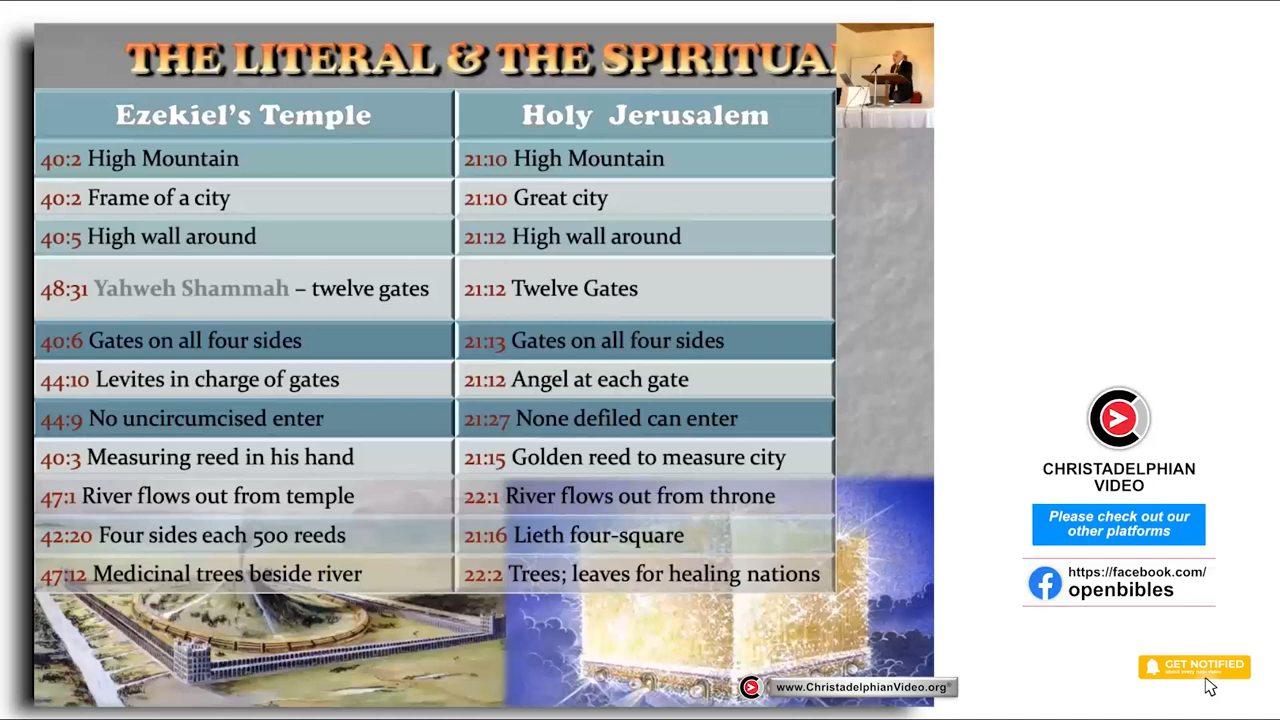 THE LITERAL & THE SPIRITUA
Ezekiel's Temple
Holy Jerusalem
40:2 High Mountain
21:10 High Mountain
40:2 Frame of a city
21:10 Great city
40:5 High wall around
21:12 High wall around
48:31 Yahweh Shammah – twelve gates
21:12 Twelve Gates
40:6 Gates on all four sides
21:13 Gates on all four sides
44:10 Levites in charge of gates
21:12 Angel at each gate
44:9 No uncircumcised enter
21:27 None defiled can enter
40:3 Measuring reed in his hand
21:15 Golden reed to measure city
47:1 River flows out from temple
22:1 River flows out from throne
42:20 Four sides each 500 reeds
21:16 Lieth four-square
47:12 Medicinal trees beside river
22:2 Trees; leaves for healing nations
www.ChristadelphianVideo.org
CHRISTADELPHIAN
VIDEO
Please check out our
other platforms
https://facebook.com/
openbibles
GET NOTIFIED
about every new video